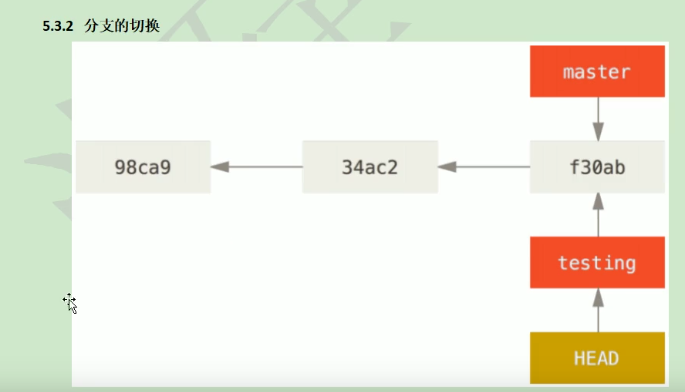 5.3.2 分支的切换
master
98ca9 34ac2 f30ab
testing
HEAD